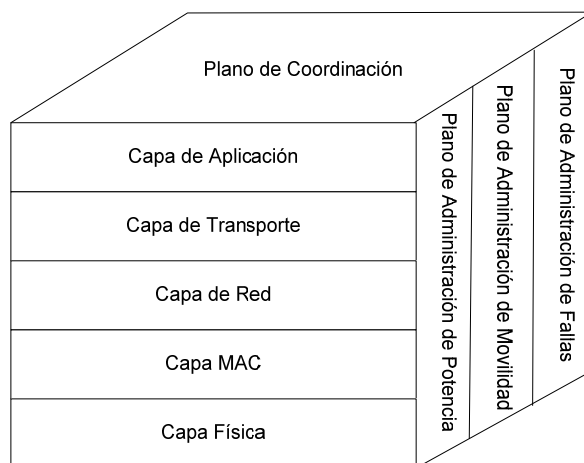 Plano de Coordinación
Capa de Aplicación
Capa de Transporte
Capa de Red
Capa MAC
Capa Física
Plano de Administración de Potencia
Plano de Administración de Movilidad
Plano de Administración de Fallas